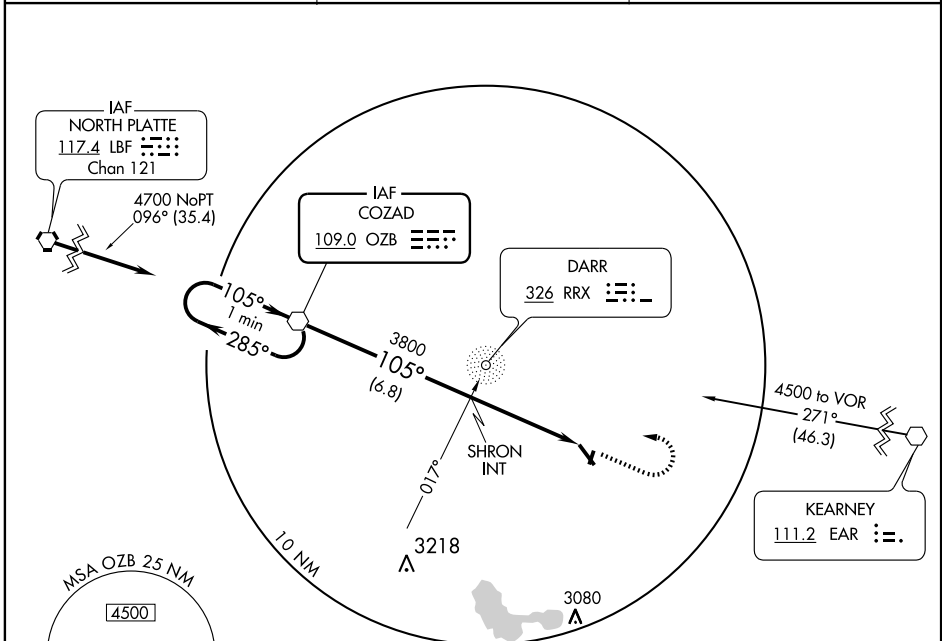 IAF
NORTH PLATTE
117.4 LBF
Chan 121
4700 NoPT
096° (35.4)
IAF
COZAD
109.0 OZB
DARR
326 RRX
105°
1 min
285°
3800
105°
(6.8)
4500 to VOR
271°
(46.3)
SHRON
INT
017°
KEARNEY
111.2 EAR
3218
10 NM
MSA OZB 25 NM
4500
3080